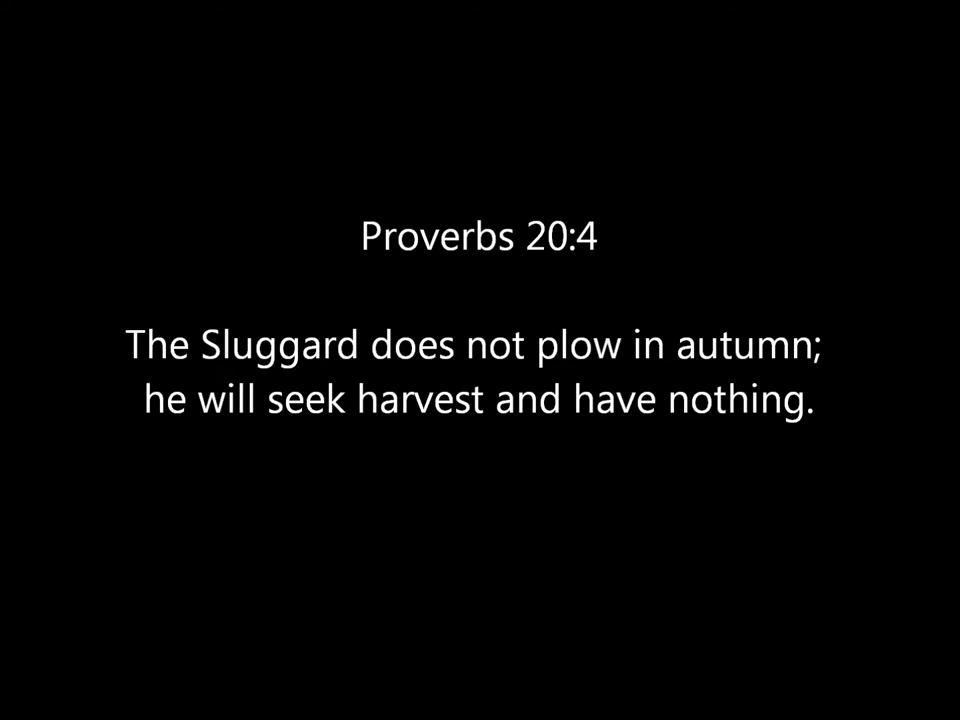 Proverbs 20:4
The Sluggard does not plow in autumn;
he will seek harvest and have nothing.